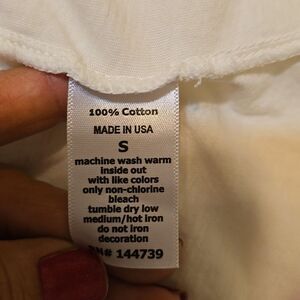 100% Cotton
MADE IN USA
S
machine wash warm
inside out
with like colors
only non-chlorine
bleach
tumble dry low
medium/hot iron
do not iron
decoration
RN# 144739